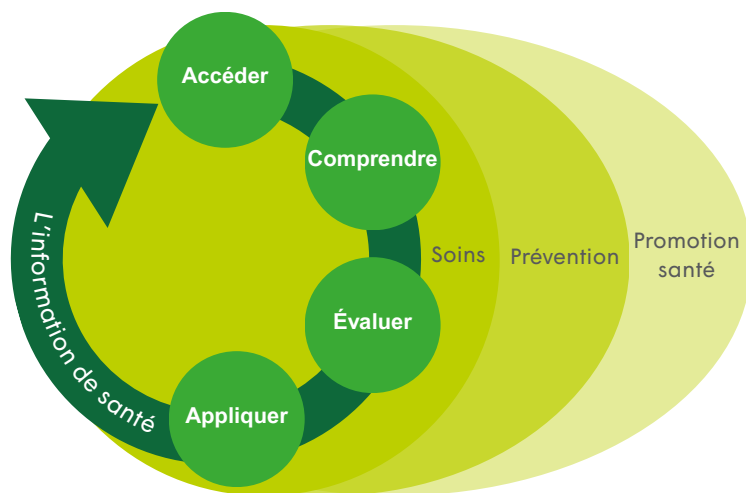 Accéder
Comprendre
Évaluer
Appliquer
L'information de santé
Soins
Prévention
Promotion
santé